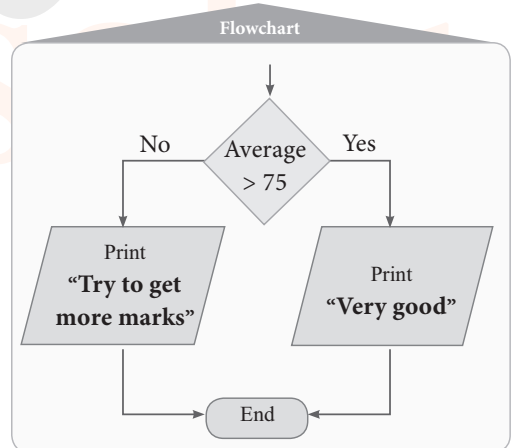 Flowchart
No
Average
> 75
Yes
Print
“Try to get
more marks”
Print
“Very good”
End